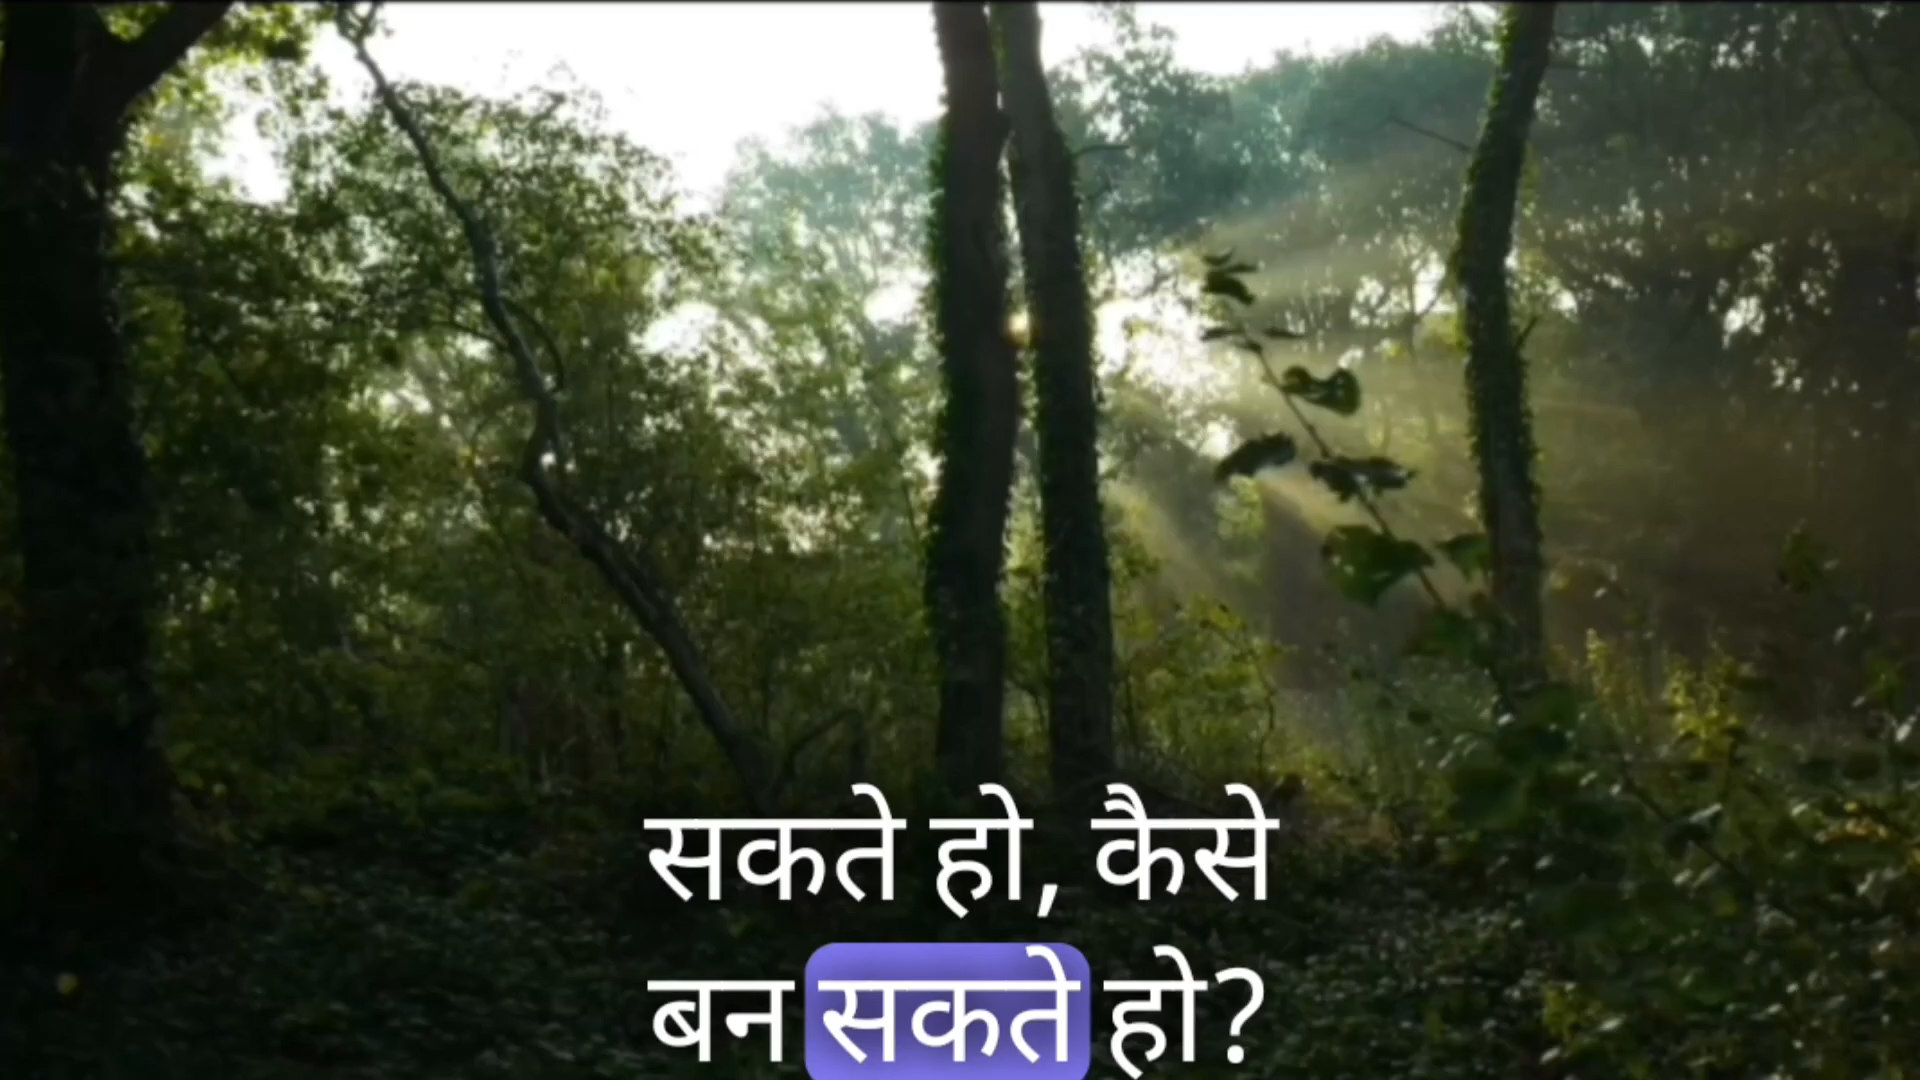 सकते हो, कैसे
बन सकते हो?